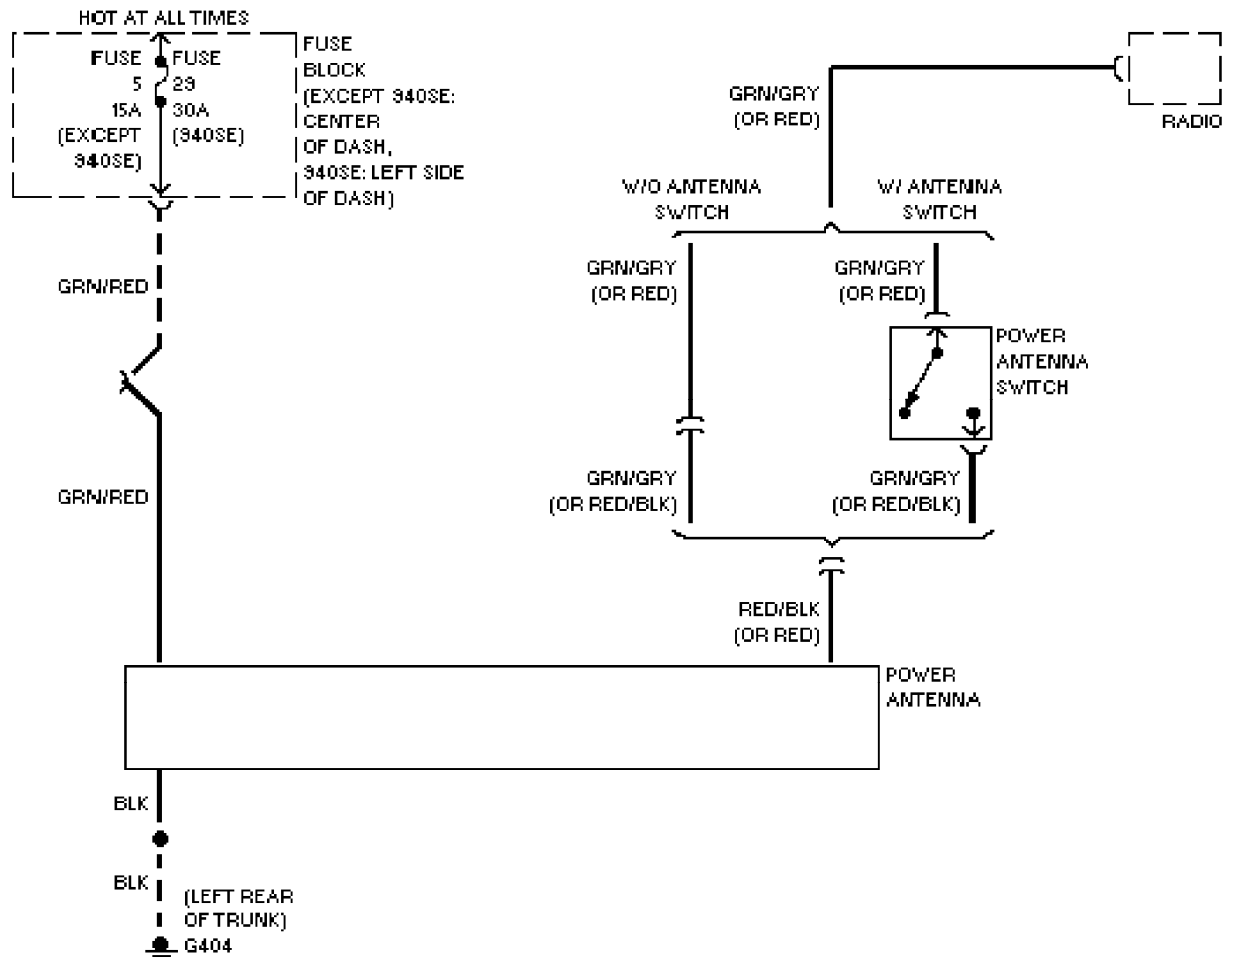 HOT AT ALL TIMES
FUSE
5
15A
(EXCEPT
940SE)
FUSE
29
30A
(940SE)
FUSE
BLOCK
(EXCEPT 940SE:
CENTER
OF DASH,
940SE: LEFT SIDE
OF DASH)
GRN/RED
GRN/RED
GRN/GRY
(OR RED)
RADIO
W/O ANTENNA
SWITCH
W/ ANTENNA
SWITCH
GRN/GRY
(OR RED)
GRN/GRY
(OR RED)
POWER
ANTENNA
SWITCH
GRN/GRY
(OR RED/BLK)
GRN/GRY
(OR RED/BLK)
RED/BLK
(OR RED)
POWER
ANTENNA
BLK
BLK
(LEFT REAR
OF TRUNK)
G404